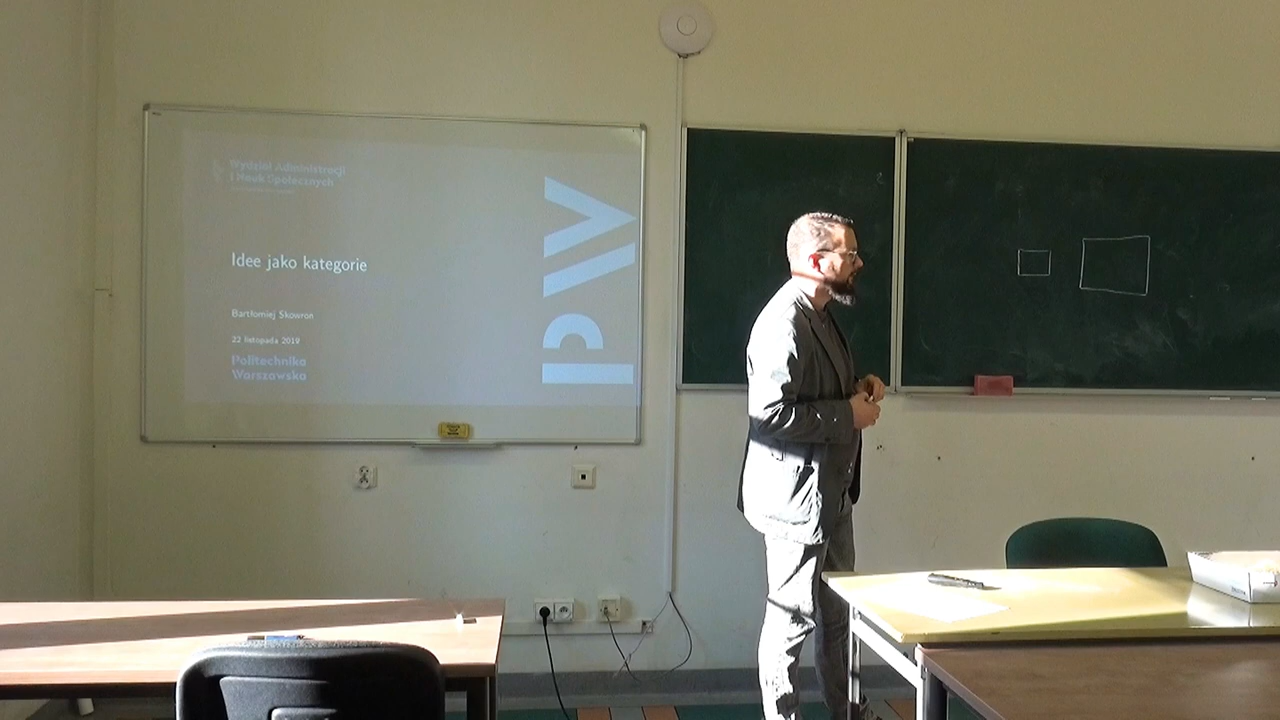 Wydział Administracji
i Nauk Społecznych
Idee jako kategorie
Bartłomiej Skowron
22 listopada 2019
Politechnika
Warszawska
PW